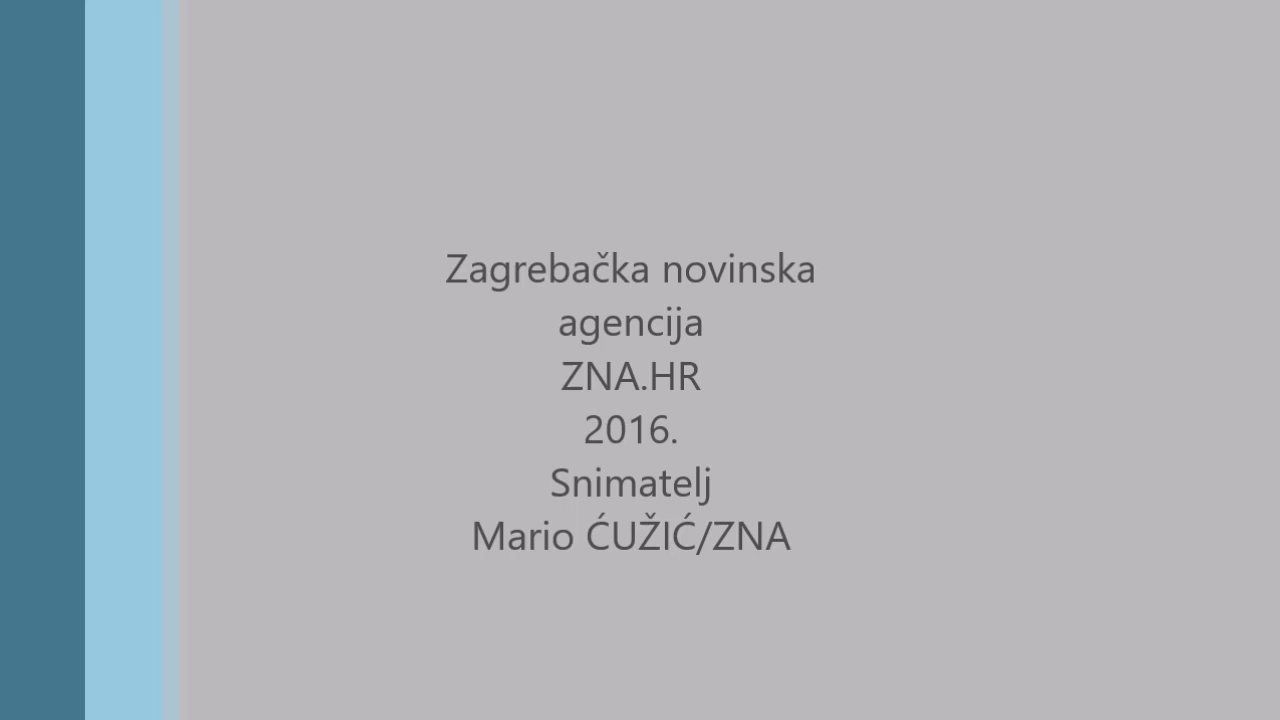 Zagrebačka novinska
agencija
ZNA.HR
2016.
Snimatelj
Mario ĆUŽIĆ/ZNA